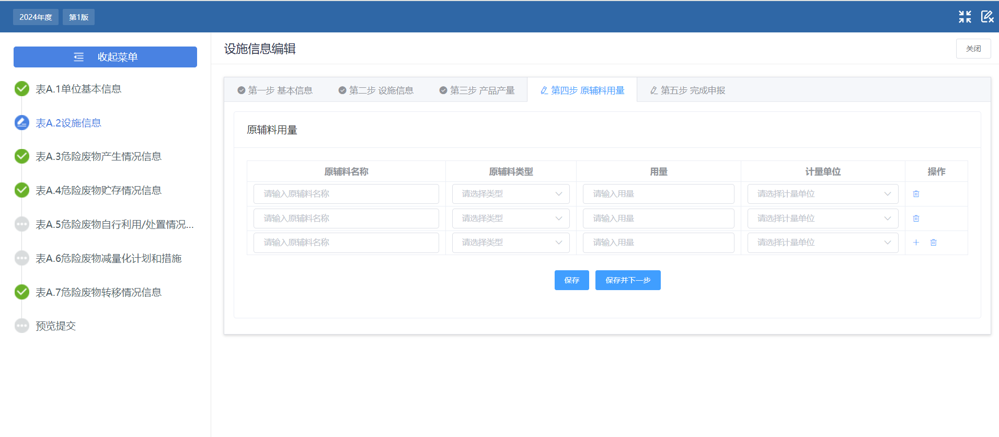 2024年度 第1版
收起菜单
表A.1单位基本信息
表A.2设施信息
表A.3危险废物产生情况信息
表A.4危险废物贮存情况信息
表A.5危险废物自行利用/处置情况...
表A.6危险废物减量化计划和措施
表A.7危险废物转移情况信息
预览提交
设施信息编辑
关闭
第一步 基本信息 第二步 设施信息 第三步 产品产量 第四步 原辅料用量 第五步 完成申报
原辅料用量
原辅料名称 原辅料类型 用量 计量单位 操作
请输入原辅料名称 请选择类型 请输入用量 请选择计量单位
请输入原辅料名称 请选择类型 请输入用量 请选择计量单位
请输入原辅料名称 请选择类型 请输入用量 请选择计量单位
保存 保存并下一步